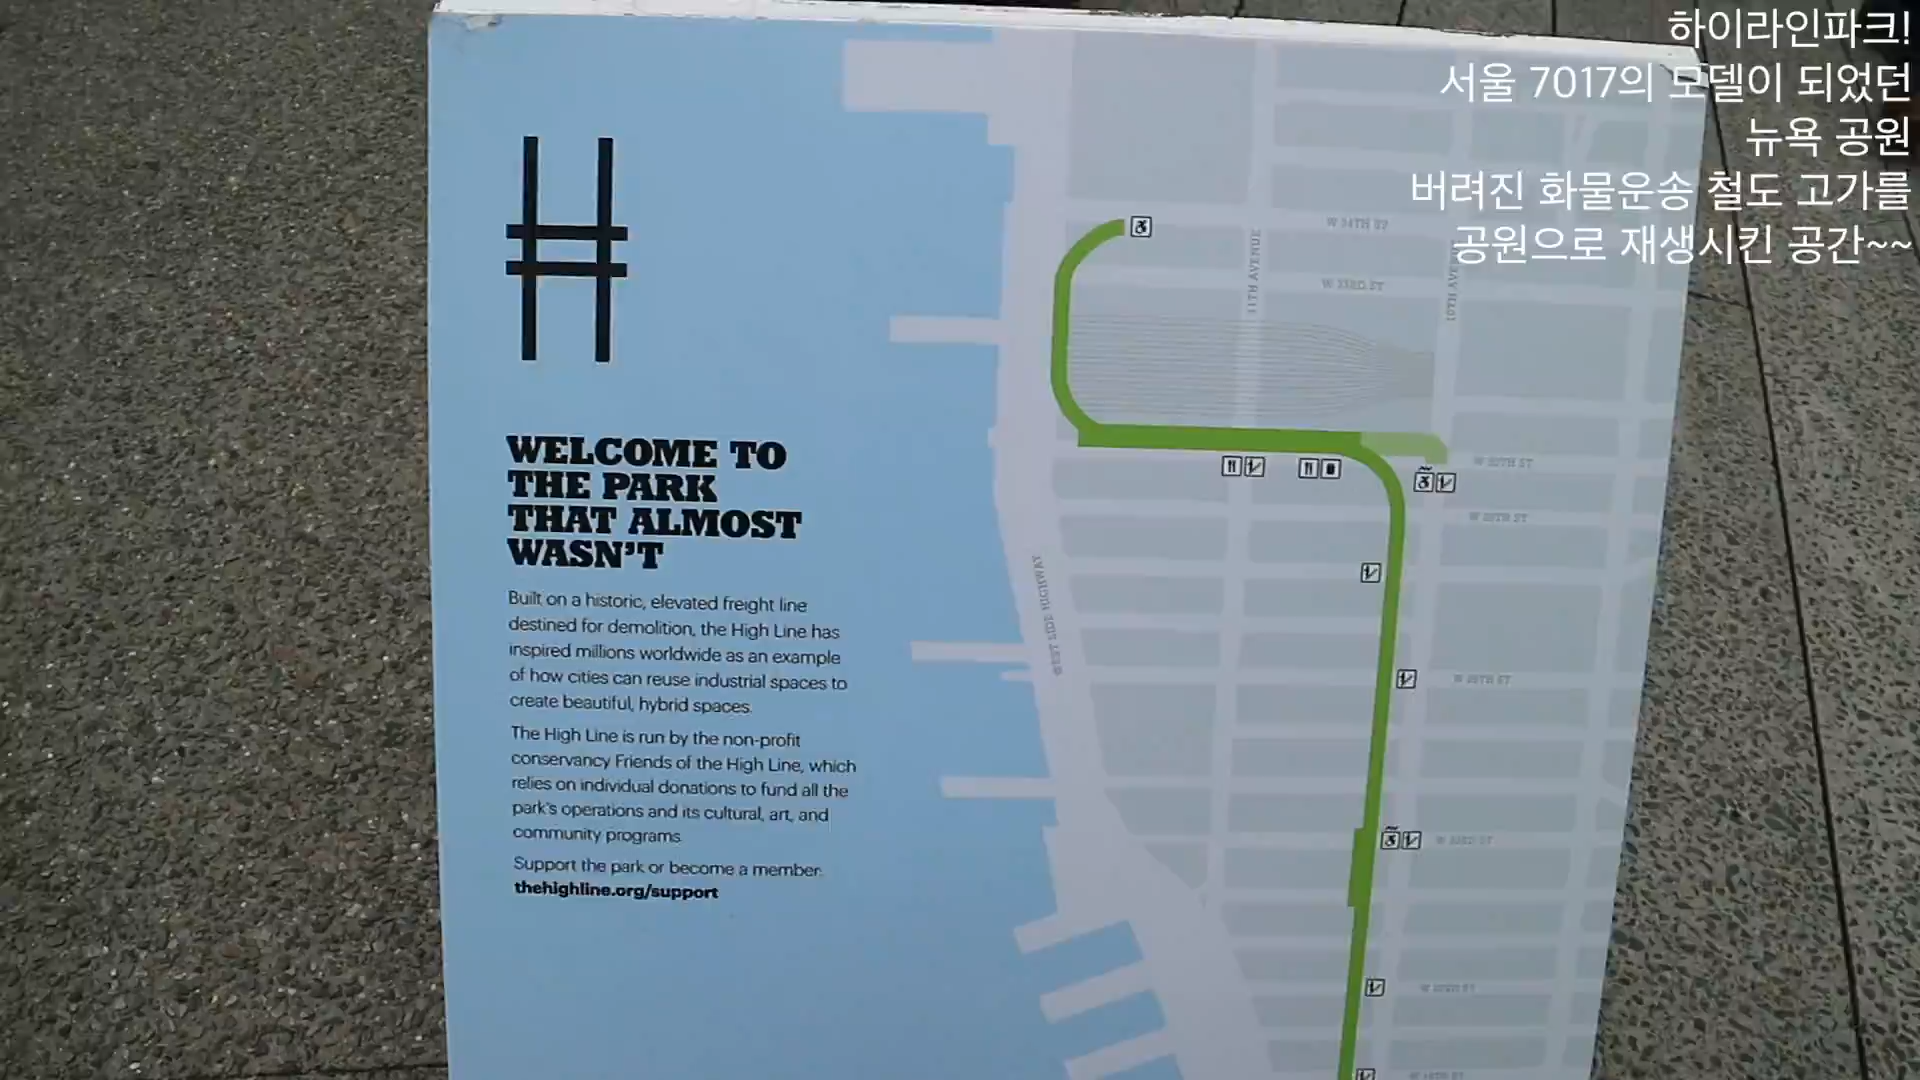 하이라인파크!
서울 7017의 모델이 되었던
뉴욕 공원
버려진 화물운송 철도 고가를
공원으로 재생시킨 공간~~
WELCOME TO
THE PARK
THAT ALMOST
WASN'T
Built on a historic, elevated freight line
destined for demolition, the High Line has
inspired millions worldwide as an example
of how cities can reuse industrial spaces to
create beautiful, hybrid spaces.
The High Line is run by the non-profit
conservancy Friends of the High Line, which
relies on individual donations to fund all the
park's operations and its cultural, art, and
community programs.
Support the park or become a member:
thehighline.org/support
W 34TH ST
W 33RD ST
11TH AVENUE
10TH AVENUE
W 30TH ST
WEST SIDE HIGHWAY
W 23RD ST